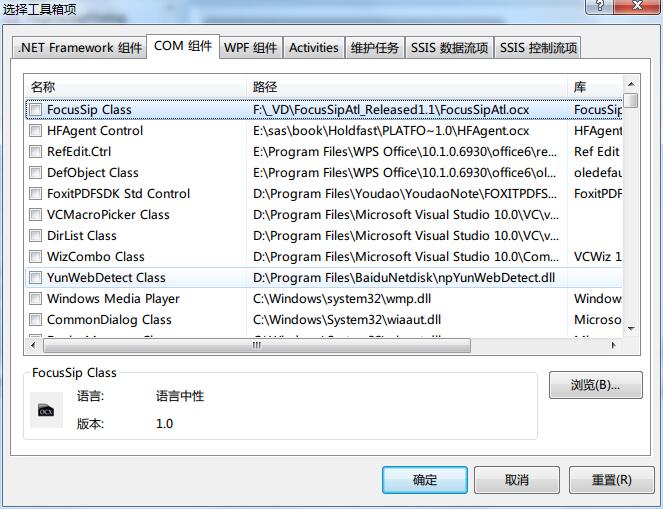 选择工具箱项
.NET Framework 组件 COM 组件 WPF 组件 Activities 维护任务 SSIS 数据流项 SSIS 控制流项
名称 路径 库
FocusSip Class F:\_VD\FocusSipAtl_Released1.1\FocusSipAtl.ocx FocusSip
HFAgent Control E:\sas\book\Holdfast\PLATFO~1.0\HFAgent.ocx HFAgent
RefEdit.Ctrl E:\Program Files\WPS Office\10.1.0.6930\office6\re... Ref Edit
DefObject Class E:\Program Files\WPS Office\10.1.0.6930\office6\ol... oledefau
FoxitPDFSDK Std Control D:\Program Files\Youdao\YoudaoNote\FOXITPDFS... FoxitPDF
VCMacroPicker Class D:\Program Files\Microsoft Visual Studio 10.0\VC\v...
DirList Class D:\Program Files\Microsoft Visual Studio 10.0\VC\v...
WizCombo Class D:\Program Files\Microsoft Visual Studio 10.0\Com... VCWiz 1
YunWebDetect Class D:\Program Files\BaiduNetdisk\npYunWebDetect.dll
Windows Media Player C:\Windows\system32\wmp.dll Window
CommonDialog Class C:\Windows\System32\wiaaut.dll Microso
FocusSip Class
语言: 语言中性
浏览(B)...
OCX
版本: 1.0
确定 取消 重置(R)